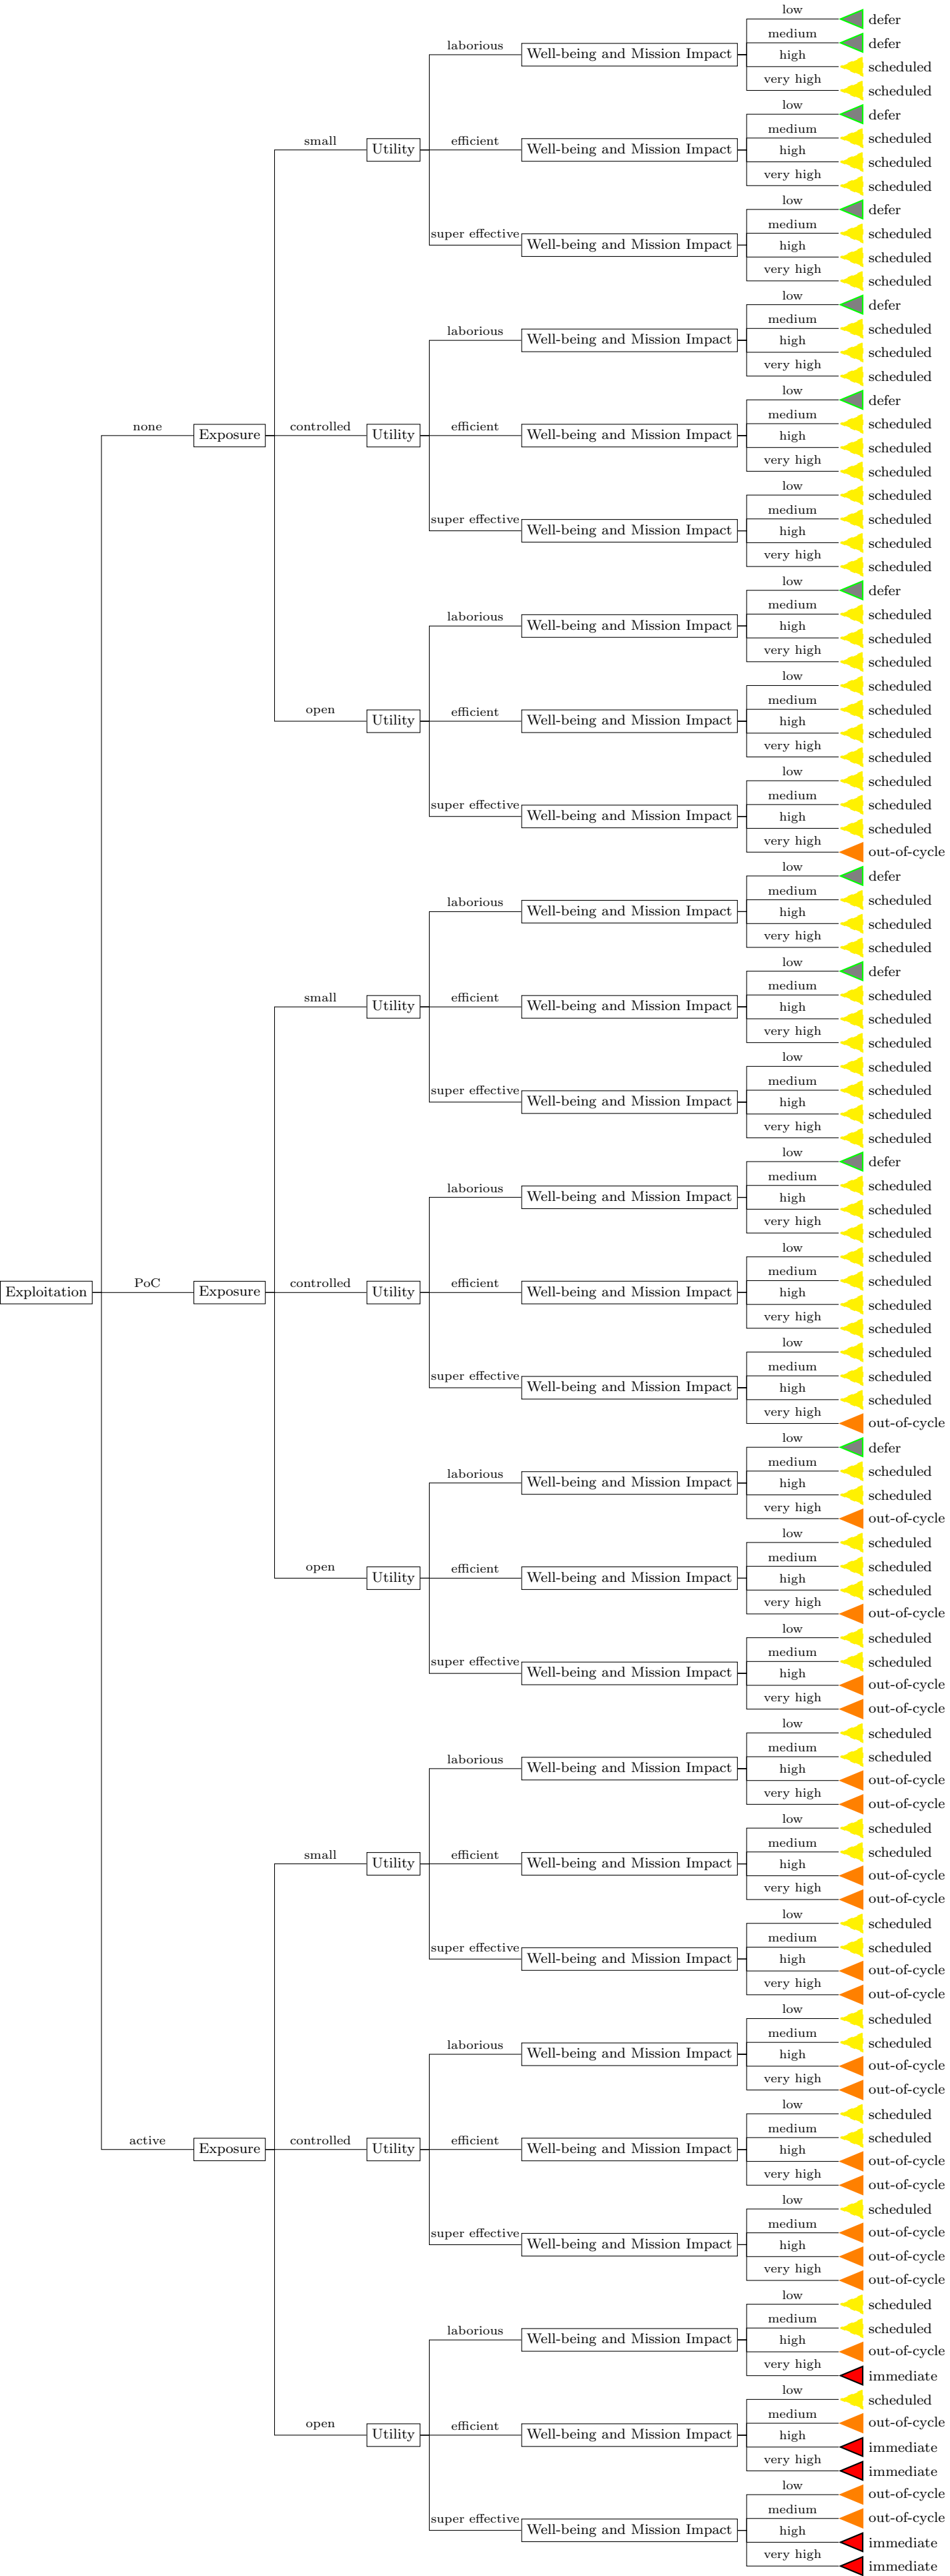 low
defer
medium
laborious
defer
Well-being and Mission Impact
high
scheduled
very high
scheduled
low
defer
medium
small
efficient
scheduled
Utility
Well-being and Mission Impact
high
scheduled
very high
scheduled
low
defer
medium
super effective
scheduled
Well-being and Mission Impact
high
scheduled
very high
scheduled
low
defer
medium
laborious
scheduled
Well-being and Mission Impact
high
scheduled
very high
scheduled
low
defer
medium
none
controlled
efficient
scheduled
Exposure
Utility
Well-being and Mission Impact
high
scheduled
very high
scheduled
low
scheduled
medium
super effective
scheduled
Well-being and Mission Impact
high
scheduled
very high
scheduled
low
defer
medium
laborious
scheduled
Well-being and Mission Impact
high
scheduled
very high
scheduled
low
scheduled
medium
open
efficient
scheduled
Utility
Well-being and Mission Impact
high
scheduled
very high
scheduled
low
scheduled
medium
super effective
scheduled
Well-being and Mission Impact
high
scheduled
very high
out-of-cycle
low
defer
medium
laborious
scheduled
Well-being and Mission Impact
high
scheduled
very high
scheduled
low
defer
medium
small
efficient
scheduled
Utility
Well-being and Mission Impact
high
scheduled
very high
scheduled
low
scheduled
medium
super effective
scheduled
Well-being and Mission Impact
high
scheduled
very high
scheduled
low
defer
medium
laborious
scheduled
Well-being and Mission Impact
high
scheduled
very high
scheduled
low
scheduled
medium
PoC
controlled
efficient
scheduled
Exploitation
Exposure
Utility
Well-being and Mission Impact
high
scheduled
very high
scheduled
low
scheduled
medium
super effective
scheduled
Well-being and Mission Impact
high
scheduled
very high
out-of-cycle
low
defer
medium
laborious
scheduled
Well-being and Mission Impact
high
scheduled
very high
out-of-cycle
low
scheduled
medium
open
efficient
scheduled
Utility
Well-being and Mission Impact
high
scheduled
very high
out-of-cycle
low
scheduled
medium
super effective
scheduled
Well-being and Mission Impact
high
out-of-cycle
very high
out-of-cycle
low
scheduled
medium
laborious
scheduled
Well-being and Mission Impact
high
out-of-cycle
very high
out-of-cycle
low
scheduled
medium
small
efficient
scheduled
Utility
Well-being and Mission Impact
high
out-of-cycle
very high
out-of-cycle
low
scheduled
medium
super effective
scheduled
Well-being and Mission Impact
high
out-of-cycle
very high
out-of-cycle
low
scheduled
medium
laborious
scheduled
Well-being and Mission Impact
high
out-of-cycle
very high
out-of-cycle
low
scheduled
medium
active
controlled
efficient
scheduled
Exposure
Utility
Well-being and Mission Impact
high
out-of-cycle
very high
out-of-cycle
low
scheduled
medium
super effective
out-of-cycle
Well-being and Mission Impact
high
out-of-cycle
very high
out-of-cycle
low
scheduled
medium
laborious
scheduled
Well-being and Mission Impact
high
out-of-cycle
very high
immediate
low
scheduled
medium
open
efficient
out-of-cycle
Utility
Well-being and Mission Impact
high
immediate
very high
immediate
low
out-of-cycle
medium
super effective
out-of-cycle
Well-being and Mission Impact
high
immediate
very high
immediate